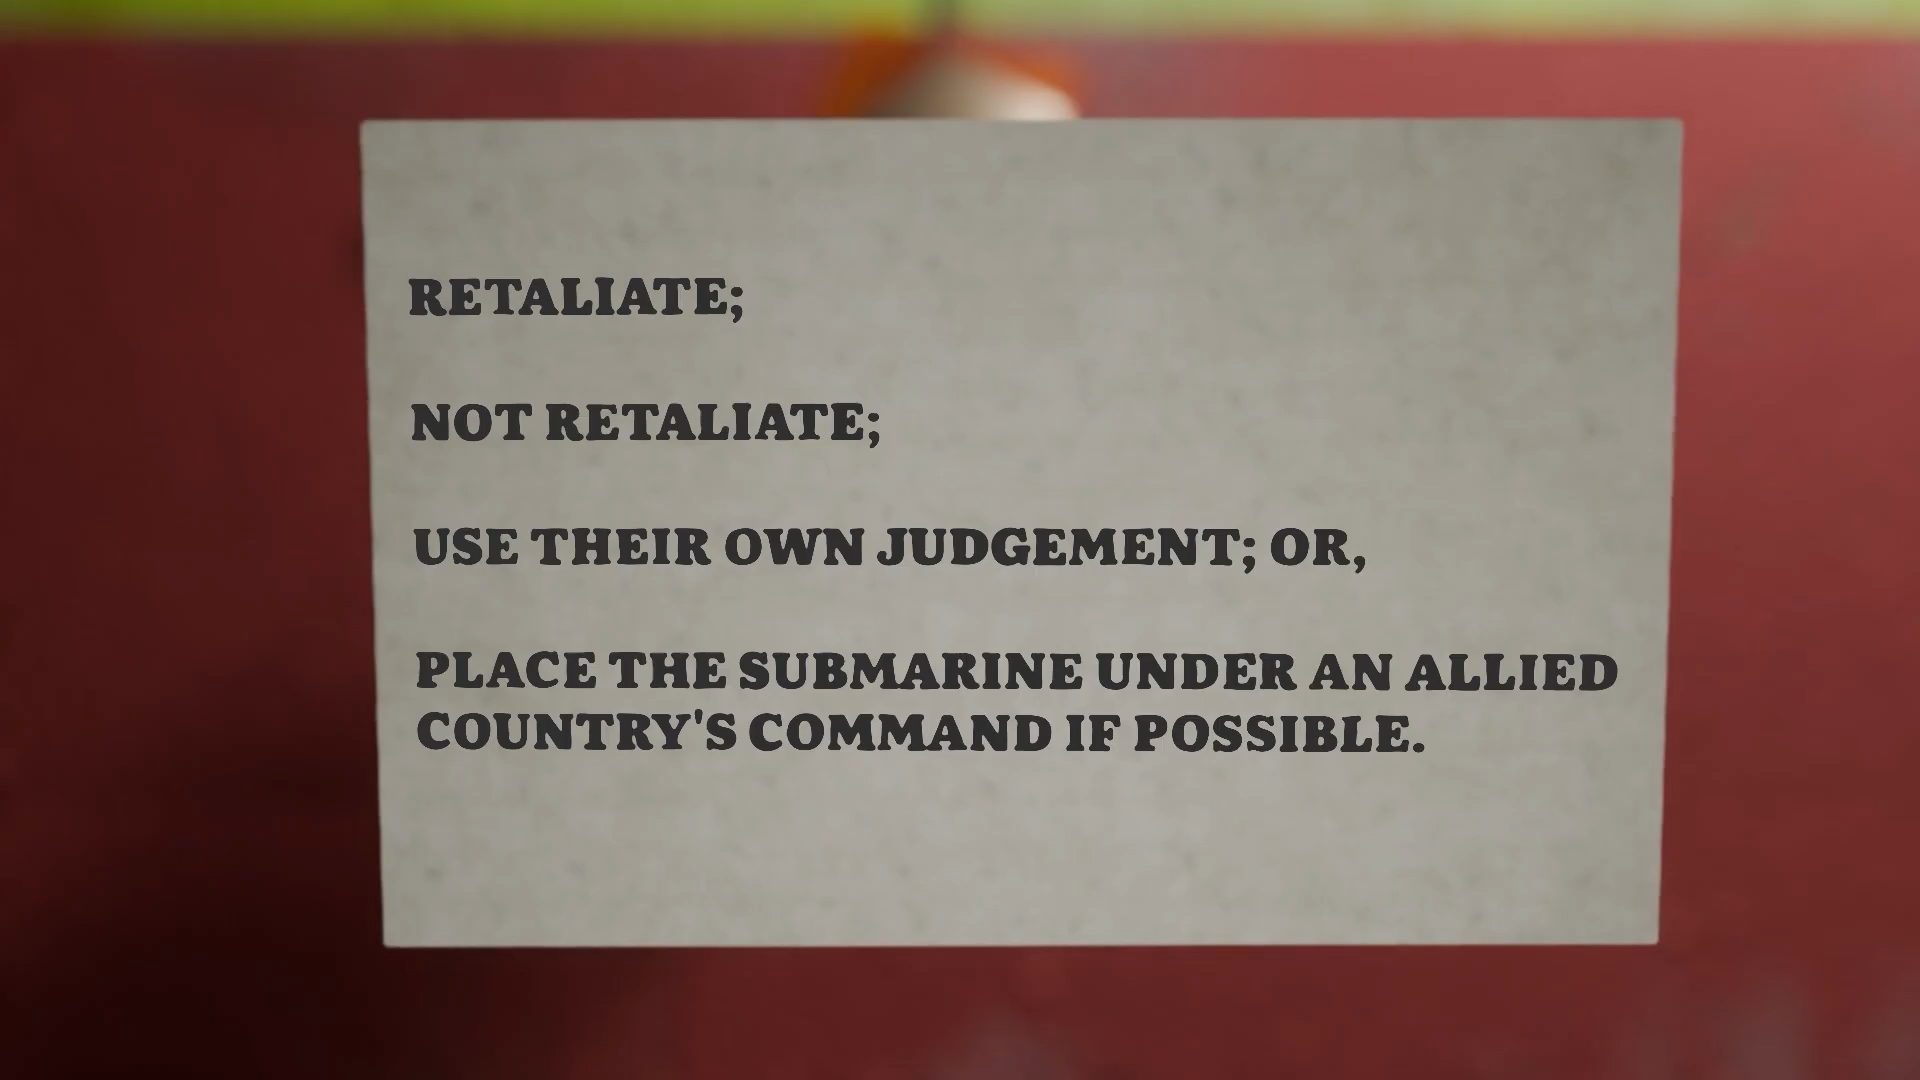 RETALIATE;
NOT RETALIATE;
USE THEIR OWN JUDGEMENT; OR,
PLACE THE SUBMARINE UNDER AN ALLIED
COUNTRY'S COMMAND IF POSSIBLE.